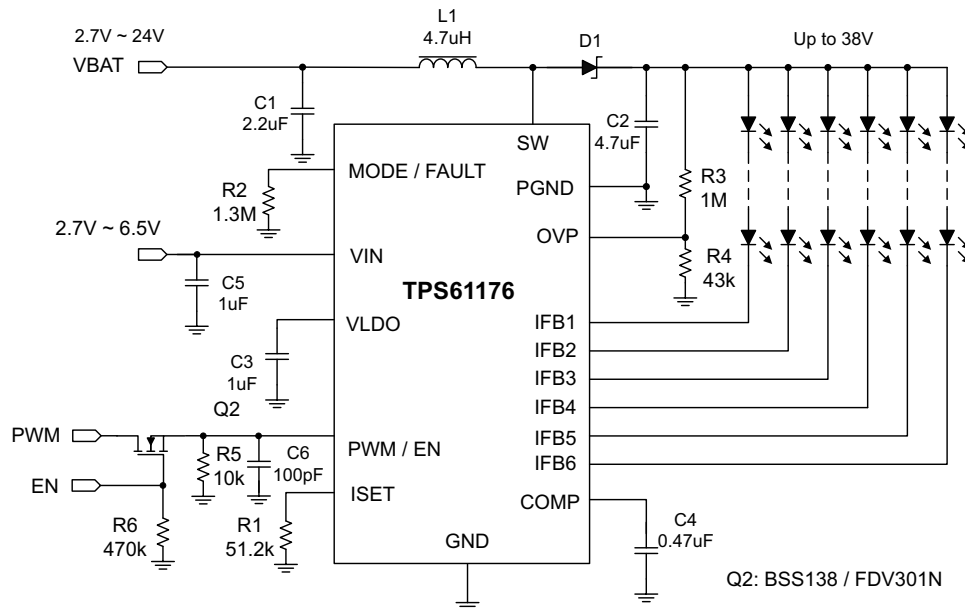 L1
4.7uH
2.7V ~ 24V
VBAT
D1
Up to 38V
C1
2.2uF
C2
4.7uF
SW
MODE / FAULT
PGND
R2
1.3M
R3
1M
2.7V ~ 6.5V
VIN
OVP
R4
43k
C5
1uF
TPS61176
VLDO
IFB1
IFB2
C3
1uF
IFB3
Q2
IFB4
PWM
PWM / EN
IFB5
R5
10k
C6
100pF
IFB6
EN
ISET
COMP
R6
470k
R1
51.2k
GND
C4
0.47uF
Q2: BSS138 / FDV301N